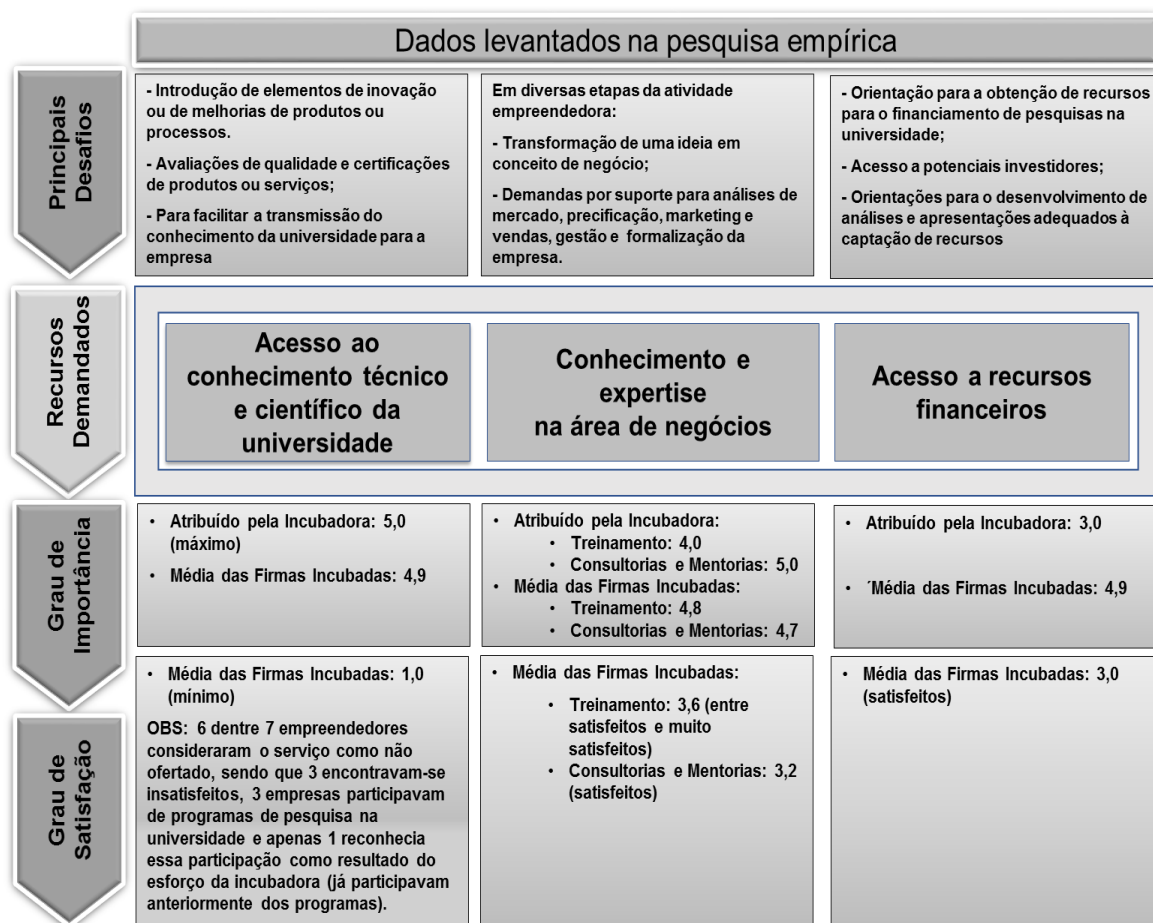 Dados levantados na pesquisa empírica
Principais
Desafios
- Introdução de elementos de inovação
ou de melhorias de produtos ou
processos.
- Avaliações de qualidade e certificações
de produtos ou serviços;
- Para facilitar a transmissão do
conhecimento da universidade para a
empresa
Em diversas etapas da atividade
empreendedora:
- Transformação de uma ideia em
conceito de negócio;
- Demandas por suporte para análises de
mercado, precificação, marketing e
vendas, gestão e formalização da
empresa.
- Orientação para a obtenção de recursos
para o financiamento de pesquisas na
universidade;
- Acesso a potenciais investidores;
- Orientações para o desenvolvimento de
análises e apresentações adequados à
captação de recursos
Recursos
Demandados
Acesso ao
conhecimento técnico
e científico da
universidade
Conhecimento e
expertise
na área de negócios
Acesso a recursos
financeiros
Grau de
Importância
• Atribuído pela Incubadora: 5,0
(máximo)
• Média das Firmas Incubadas: 4,9
• Atribuído pela Incubadora:
• Treinamento: 4,0
• Consultorias e Mentorias: 5,0
• Média das Firmas Incubadas:
• Treinamento: 4,8
• Consultorias e Mentorias: 4,7
• Atribuído pela Incubadora: 3,0
• ´Média das Firmas Incubadas: 4,9
Grau de
Satisfação
• Média das Firmas Incubadas: 1,0
(mínimo)
OBS: 6 dentre 7 empreendedores
consideraram o serviço como não
ofertado, sendo que 3 encontravam-se
insatisfeitos, 3 empresas participavam
de programas de pesquisa na
universidade e apenas 1 reconhecia
essa participação como resultado do
esforço da incubadora (já participavam
anteriormente dos programas).
• Média das Firmas Incubadas:
• Treinamento: 3,6 (entre
satisfeitos e muito
satisfeitos)
• Consultorias e Mentorias: 3,2
(satisfeitos)
• Média das Firmas Incubadas: 3,0
(satisfeitos)